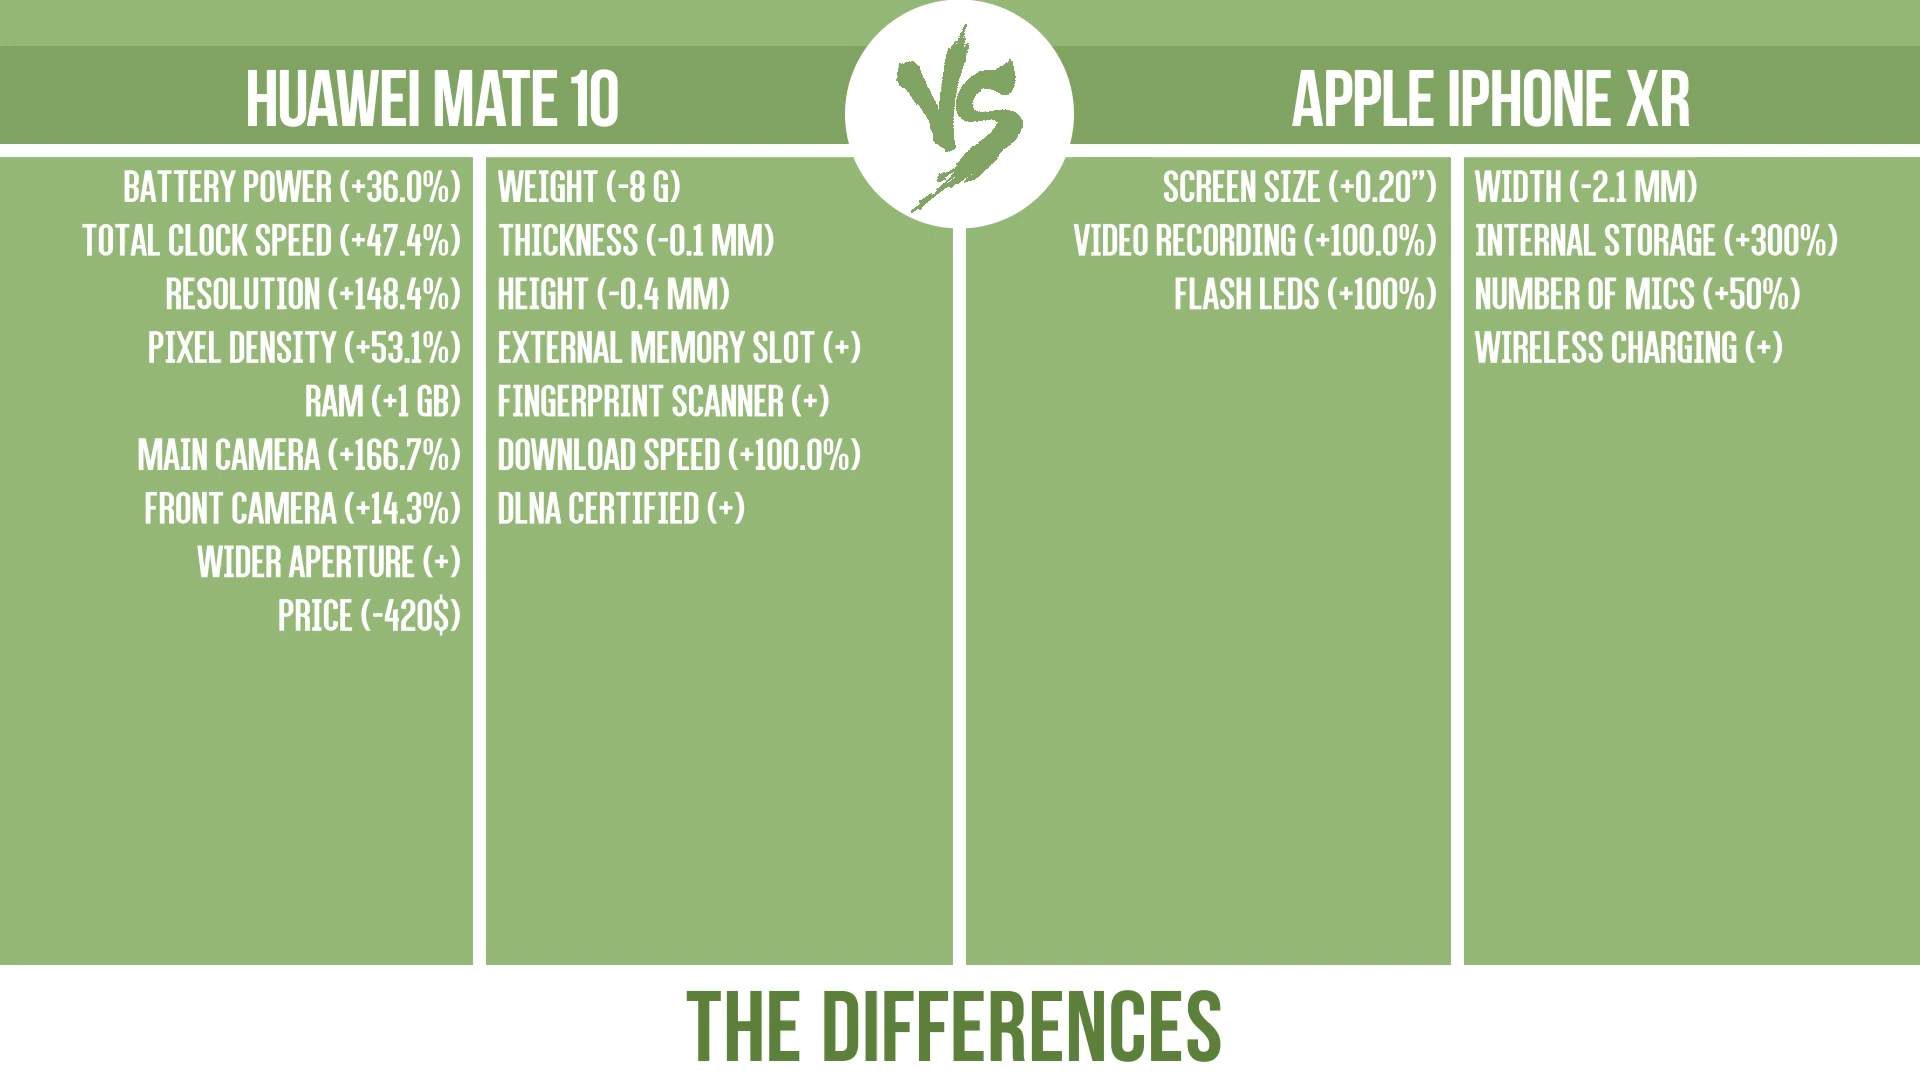 HUAWEI MATE 10
VS
APPLE IPHONE XR
BATTERY POWER (+36.0%)
TOTAL CLOCK SPEED (+47.4%)
RESOLUTION (+148.4%)
PIXEL DENSITY (+53.1%)
RAM (+1 GB)
MAIN CAMERA (+166.7%)
FRONT CAMERA (+14.3%)
WIDER APERTURE (+)
PRICE (-420$)
WEIGHT (-8 G)
THICKNESS (-0.1 MM)
HEIGHT (-0.4 MM)
EXTERNAL MEMORY SLOT (+)
FINGERPRINT SCANNER (+)
DOWNLOAD SPEED (+100.0%)
DLNA CERTIFIED (+)
SCREEN SIZE (+0.20”)
VIDEO RECORDING (+100.0%)
FLASH LEDS (+100%)
WIDTH (-2.1 MM)
INTERNAL STORAGE (+300%)
NUMBER OF MICS (+50%)
WIRELESS CHARGING (+)
THE DIFFERENCES